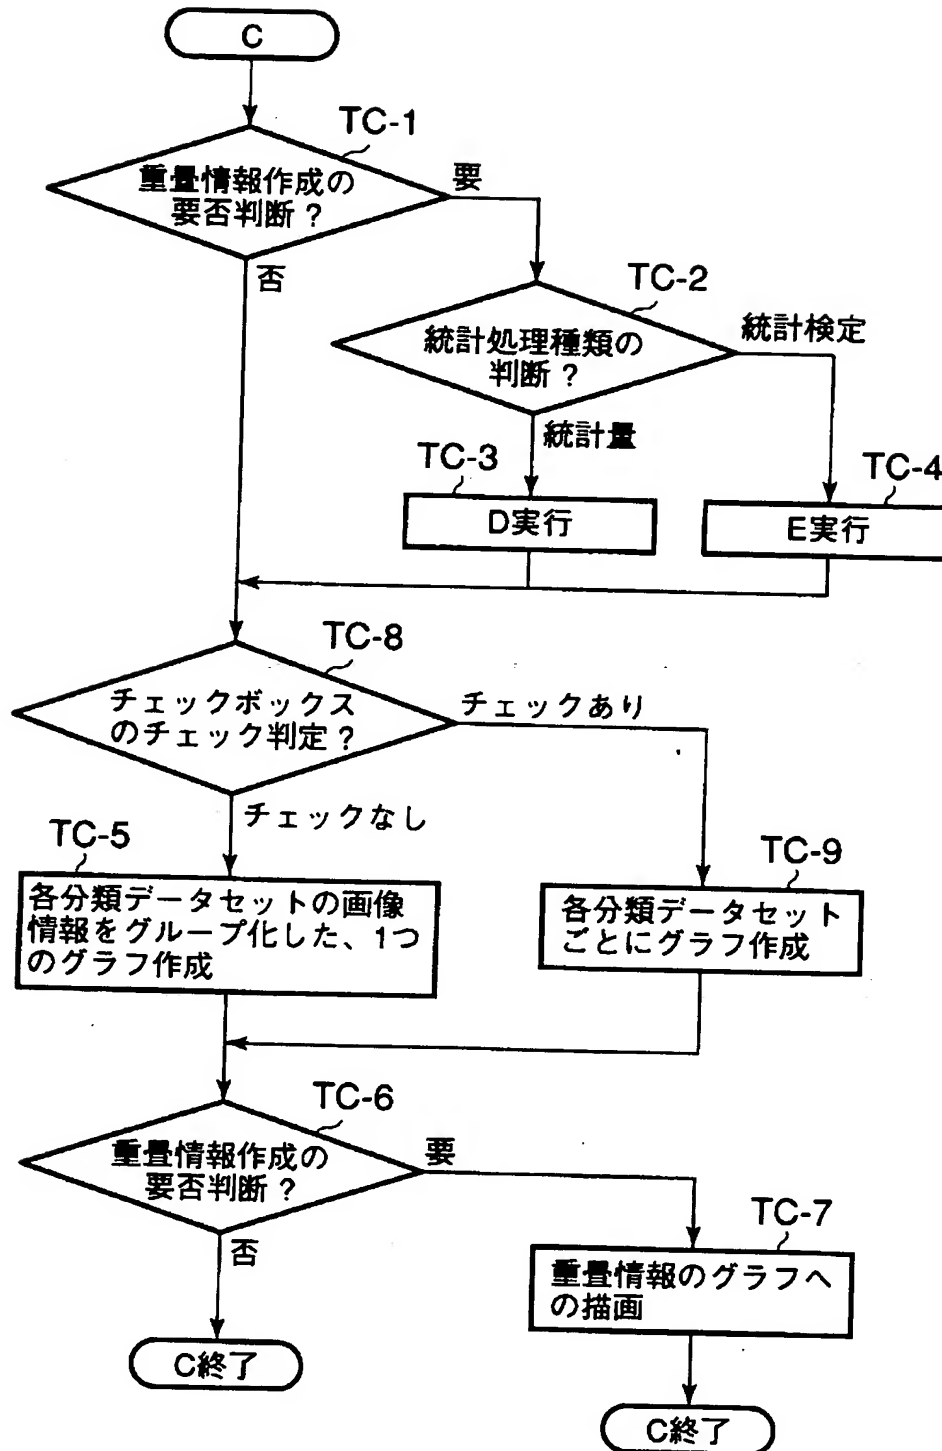 C
TC-1
重畳情報作成の
要否判断？
要
否
TC-2
統計処理種類の
判断？
統計検定
統計量
TC-3
D実行
TC-4
E実行
TC-8
チェックボックス
のチェック判定？
チェックあり
チェックなし
TC-5
各分類データセットの画像
情報をグループ化した、1つ
のグラフ作成
TC-9
各分類データセット
ごとにグラフ作成
TC-6
重畳情報作成の
要否判断？
要
否
TC-7
重畳情報のグラフへ
の描画
C終了
C終了